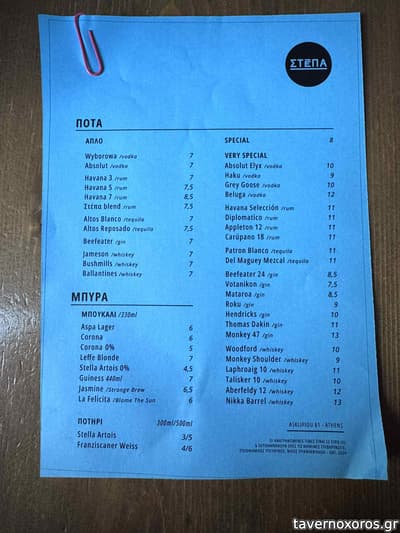 ΣΤΕΠΑ
ΠΟΤΑ
ΑΠΛΟ
Wyborowa /vodka 7
Absolut /vodka 7
Havana 3 /rum 7
Havana 5 /rum 7,5
Havana 7 /rum 8,5
Στέπα blend /rum 7,5
Altos Blanco /tequila 7
Altos Reposado /tequila 7,5
Beefeater /gin 7
Jameson /whiskey 7
Bushmills /whiskey 7
Ballantines /whiskey 7
ΜΠΥΡΑ
ΜΠΟΥΚΑΛΙ /330ml
Aspa Lager 6
Corona 6
Corona 0% 5
Leffe Blonde 7
Stella Artois 0% 4,5
Guiness 440ml 7
Jasmine /Strange Brew 6,5
La Felicita /Blame The Sun 6
ΠΟΤΗΡΙ 300ml/500ml
Stella Artois 3/5
Franziscaner Weiss 4/6
SPECIAL 8
VERY SPECIAL
Absolut Elyx /vodka 10
Haku /vodka 9
Grey Goose /vodka 10
Beluga /vodka 12
Havana Selección /rum 11
Diplomatico /rum 11
Appleton 12 /rum 11
Carúpano 18 /rum 11
Patron Blanco /tequila 11
Del Maguey Mezcal /tequila 11
Beefeater 24 /gin 8,5
Votanikon /gin 7,5
Mataroa /gin 8,5
Roku /gin 9
Hendricks /gin 10
Thomas Dakin /gin 11
Monkey 47 /gin 13
Woodford /whiskey 10
Monkey Shoulder /whiskey 9
Laphroaig 10 /whiskey 11
Talisker 10 /whiskey 10
Aberfeldy 12 /whiskey 12
Nikka Barrel /whiskey 13
ASKLIPIOU 61 - ATHENS
tavernoxoros.gr